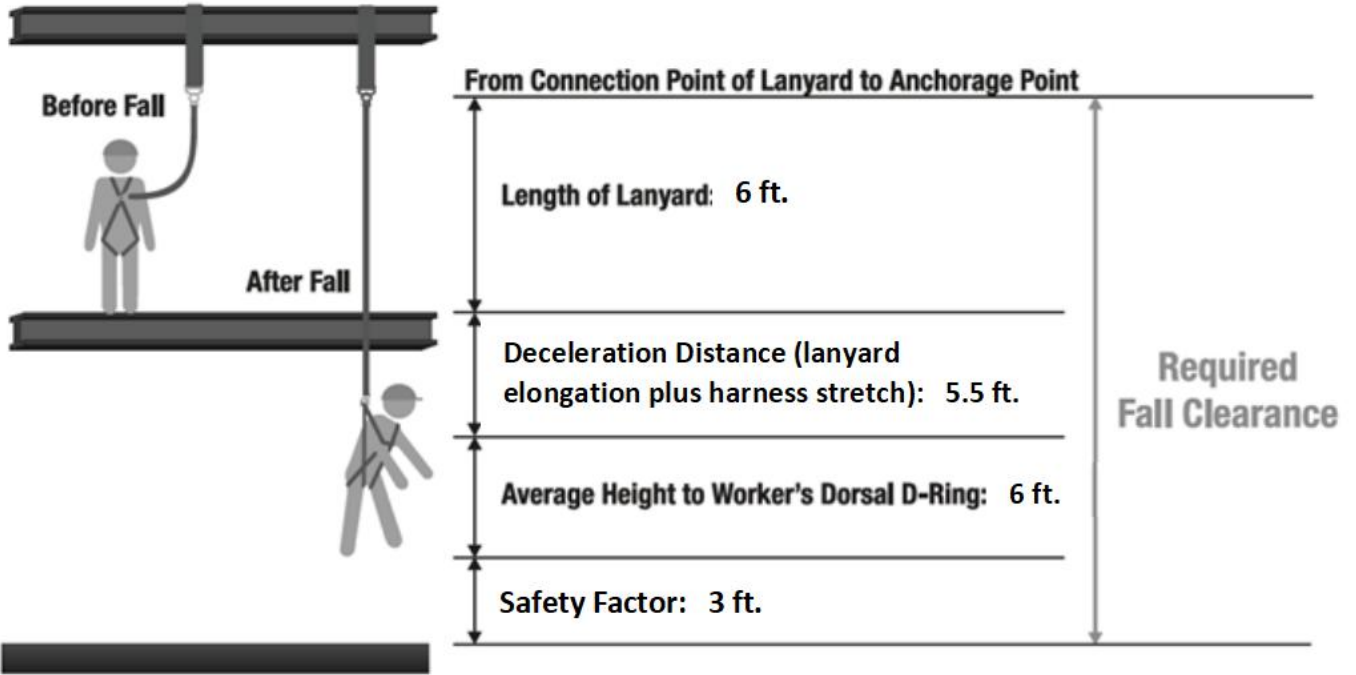 From Connection Point of Lanyard to Anchorage Point
Before Fall
Length of Lanyard: 6 ft.
After Fall
Deceleration Distance (lanyard
elongation plus harness stretch): 5.5 ft.
Required
Fall Clearance
Average Height to Worker's Dorsal D-Ring: 6 ft.
Safety Factor: 3 ft.